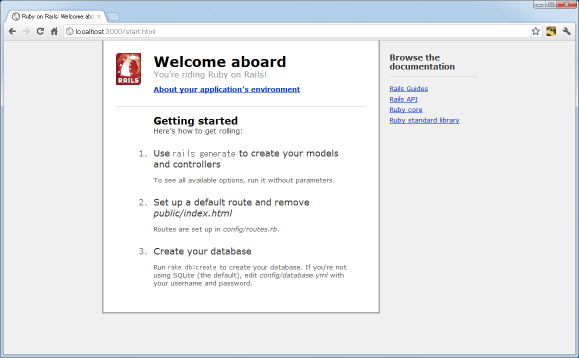 Ruby on Rails: Welcome aboa
localhost:3000/start.html
RAILS
Welcome aboard
You're riding Ruby on Rails!
About your application's environment
Getting started
Here's how to get rolling:
1. Use rails generate to create your models
and controllers
To see all available options, run it without parameters.
2. Set up a default route and remove
public/index.html
Routes are set up in config/routes.rb.
3. Create your database
Run rake db:create to create your database. If you're not
using SQLite (the default), edit config/database.yml with
your username and password.
Browse the
documentation
Rails Guides
Rails API
Ruby core
Ruby standard library